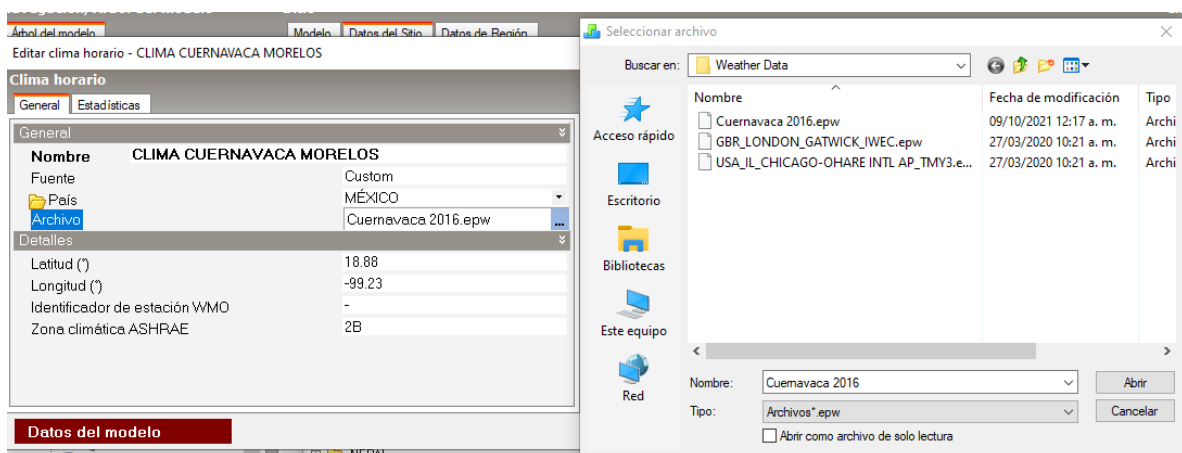 Árbol del modelo
Modelo Datos del Sitio Datos de Región
Editar clima horario - CLIMA CUERNAVACA MORELOS
Clima horario
General Estadísticas
General
Nombre CLIMA CUERNAVACA MORELOS
Fuente Custom
País MÉXICO
Archivo Cuernavaca 2016.epw ...
Detalles
Latitud (°) 18.88
Longitud (°) -99.23
Identificador de estación WMO -
Zona climática ASHRAE 2B
Datos del modelo
Seleccionar archivo
Buscar en: Weather Data
Acceso rápido
Escritorio
Bibliotecas
Este equipo
Red
Nombre Fecha de modificación Tipo
Cuernavaca 2016.epw 09/10/2021 12:17 a. m. Archi
GBR_LONDON_GATWICK_IWEC.epw 27/03/2020 10:21 a. m. Archi
USA_IL_CHICAGO-OHARE INTL AP_TMY3.e... 27/03/2020 10:21 a. m. Archi
Nombre: Cuernavaca 2016 Abrir
Tipo: Archivos*.epw Cancelar
Abrir como archivo de solo lectura